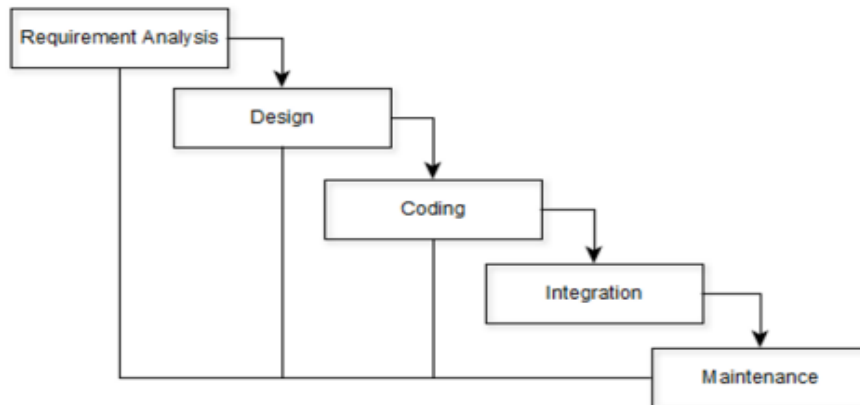 Requirement Analysis
Design
Coding
Integration
Maintenance